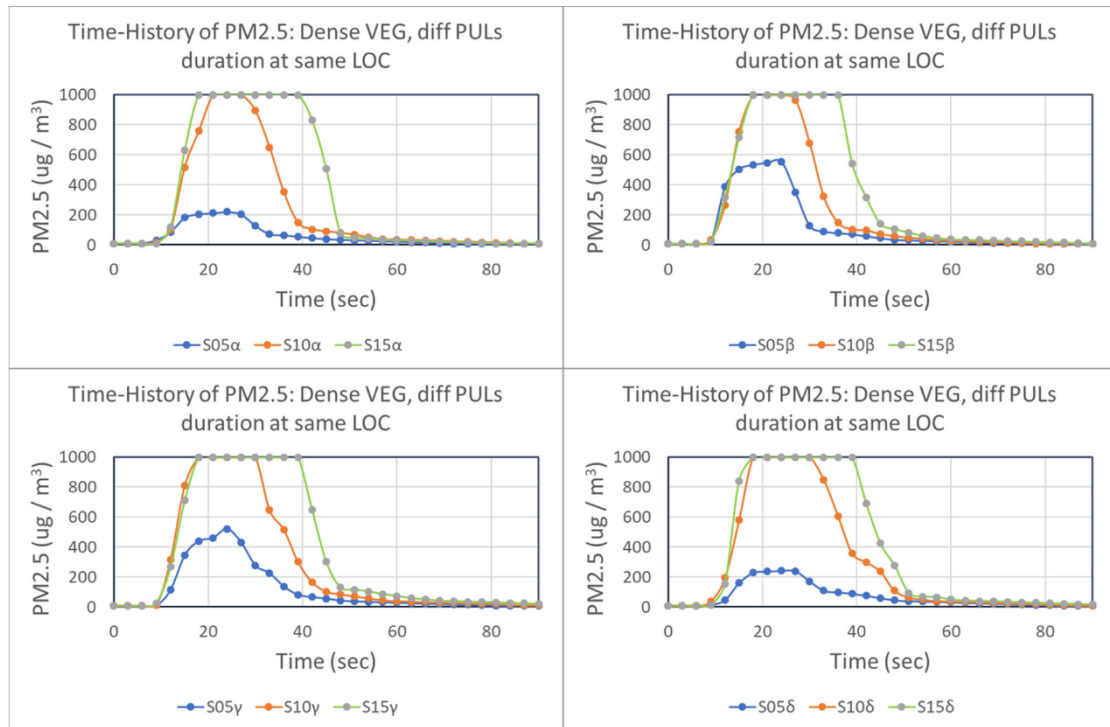 Time-History of PM2.5: Dense VEG, diff PULs
duration at same LOC
PM2.5 (ug / m³)
1000
800
600
400
200
0
0 20 40 60 80
Time (sec)
S05α S10α S15α
Time-History of PM2.5: Dense VEG, diff PULs
duration at same LOC
PM2.5 (ug / m³)
1000
800
600
400
200
0
0 20 40 60 80
Time (sec)
S05β S10β S15β
Time-History of PM2.5: Dense VEG, diff PULs
duration at same LOC
PM2.5 (ug / m³)
1000
800
600
400
200
0
0 20 40 60 80
Time (sec)
S05γ S10γ S15γ
Time-History of PM2.5: Dense VEG, diff PULs
duration at same LOC
PM2.5 (ug / m³)
1000
800
600
400
200
0
0 20 40 60 80
Time (sec)
S05δ S10δ S15δ